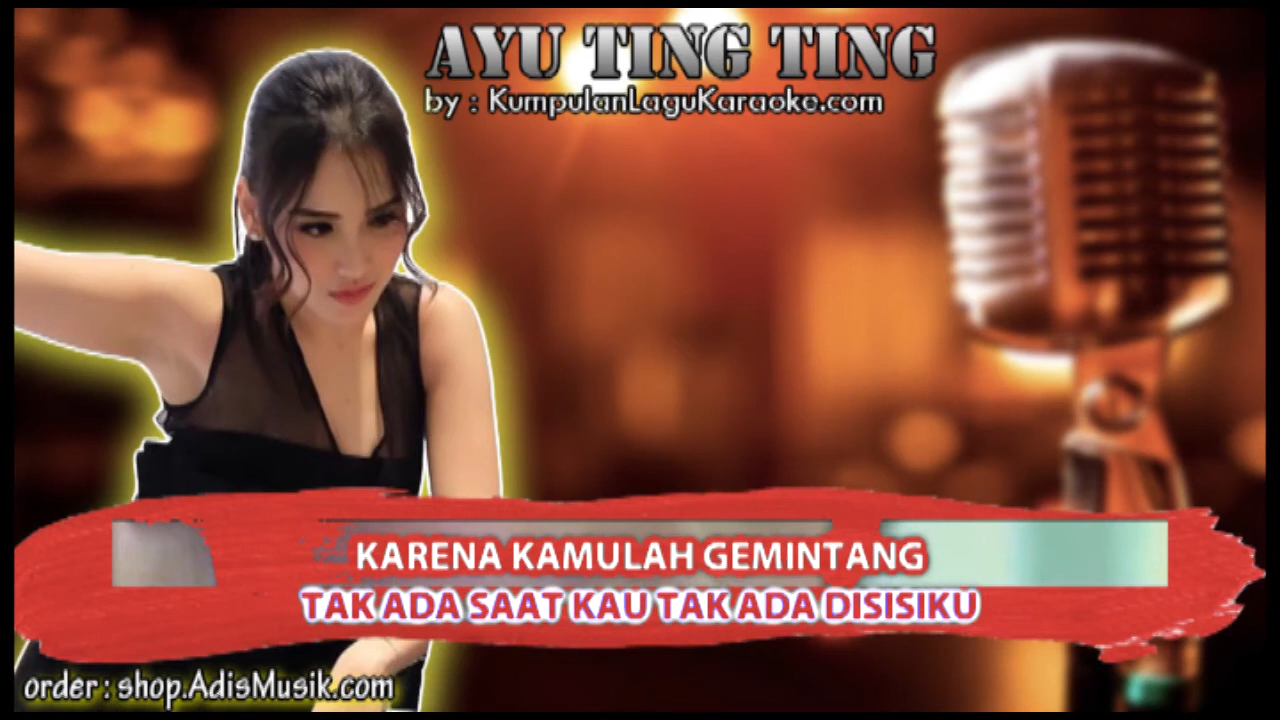 AYU TING TING
by : KumpulanLaguKaraoke.com
KARENA KAMULAH GEMINTANG
TAK ADA SAAT KAU TAK ADA DISISIKU
order : shop.AdisMusik.com